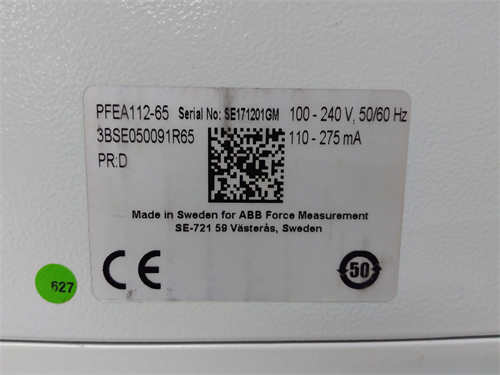 PFEA112-65 Serial No: SE171201GM 100 - 240 V, 50/60 Hz
3BSE050091R65 110 - 275 mA
PR:D
Made in Sweden for ABB Force Measurement
SE-721 59 Västerås, Sweden
CE
50
627